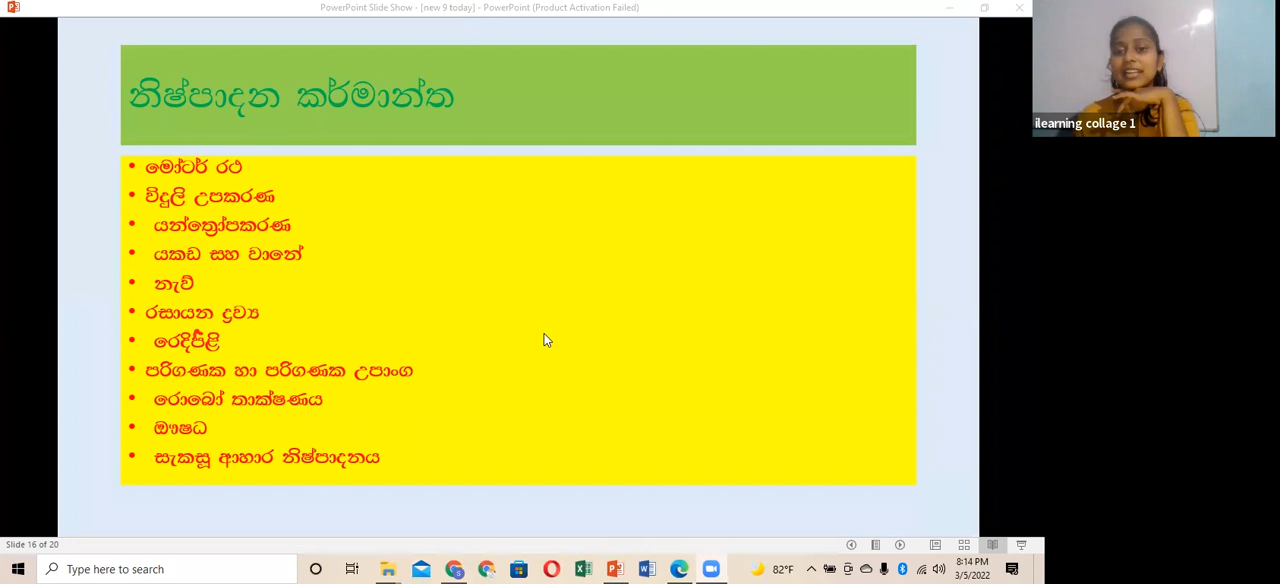 PowerPoint Slide Show - [new 9 today] - PowerPoint (Product Activation Failed)
නිෂ්පාදන කර්මාන්ත
• මෝටර් රථ
• විදුලි උපකරණ
• යන්ත්‍රෝපකරණ
• යකඩ සහ වානේ
• නැව්
• රසායන ද්‍රව්‍ය
• රෙදිපිළි
• පරිගණක හා පරිගණක උපාංග
• රොබෝ තාක්ෂණය
• ඖෂධ
• සැකසූ ආහාර නිෂ්පාදනය
ilearning collage 1
Slide 16 of 20
Type here to search
82°F
8:14 PM
3/5/2022